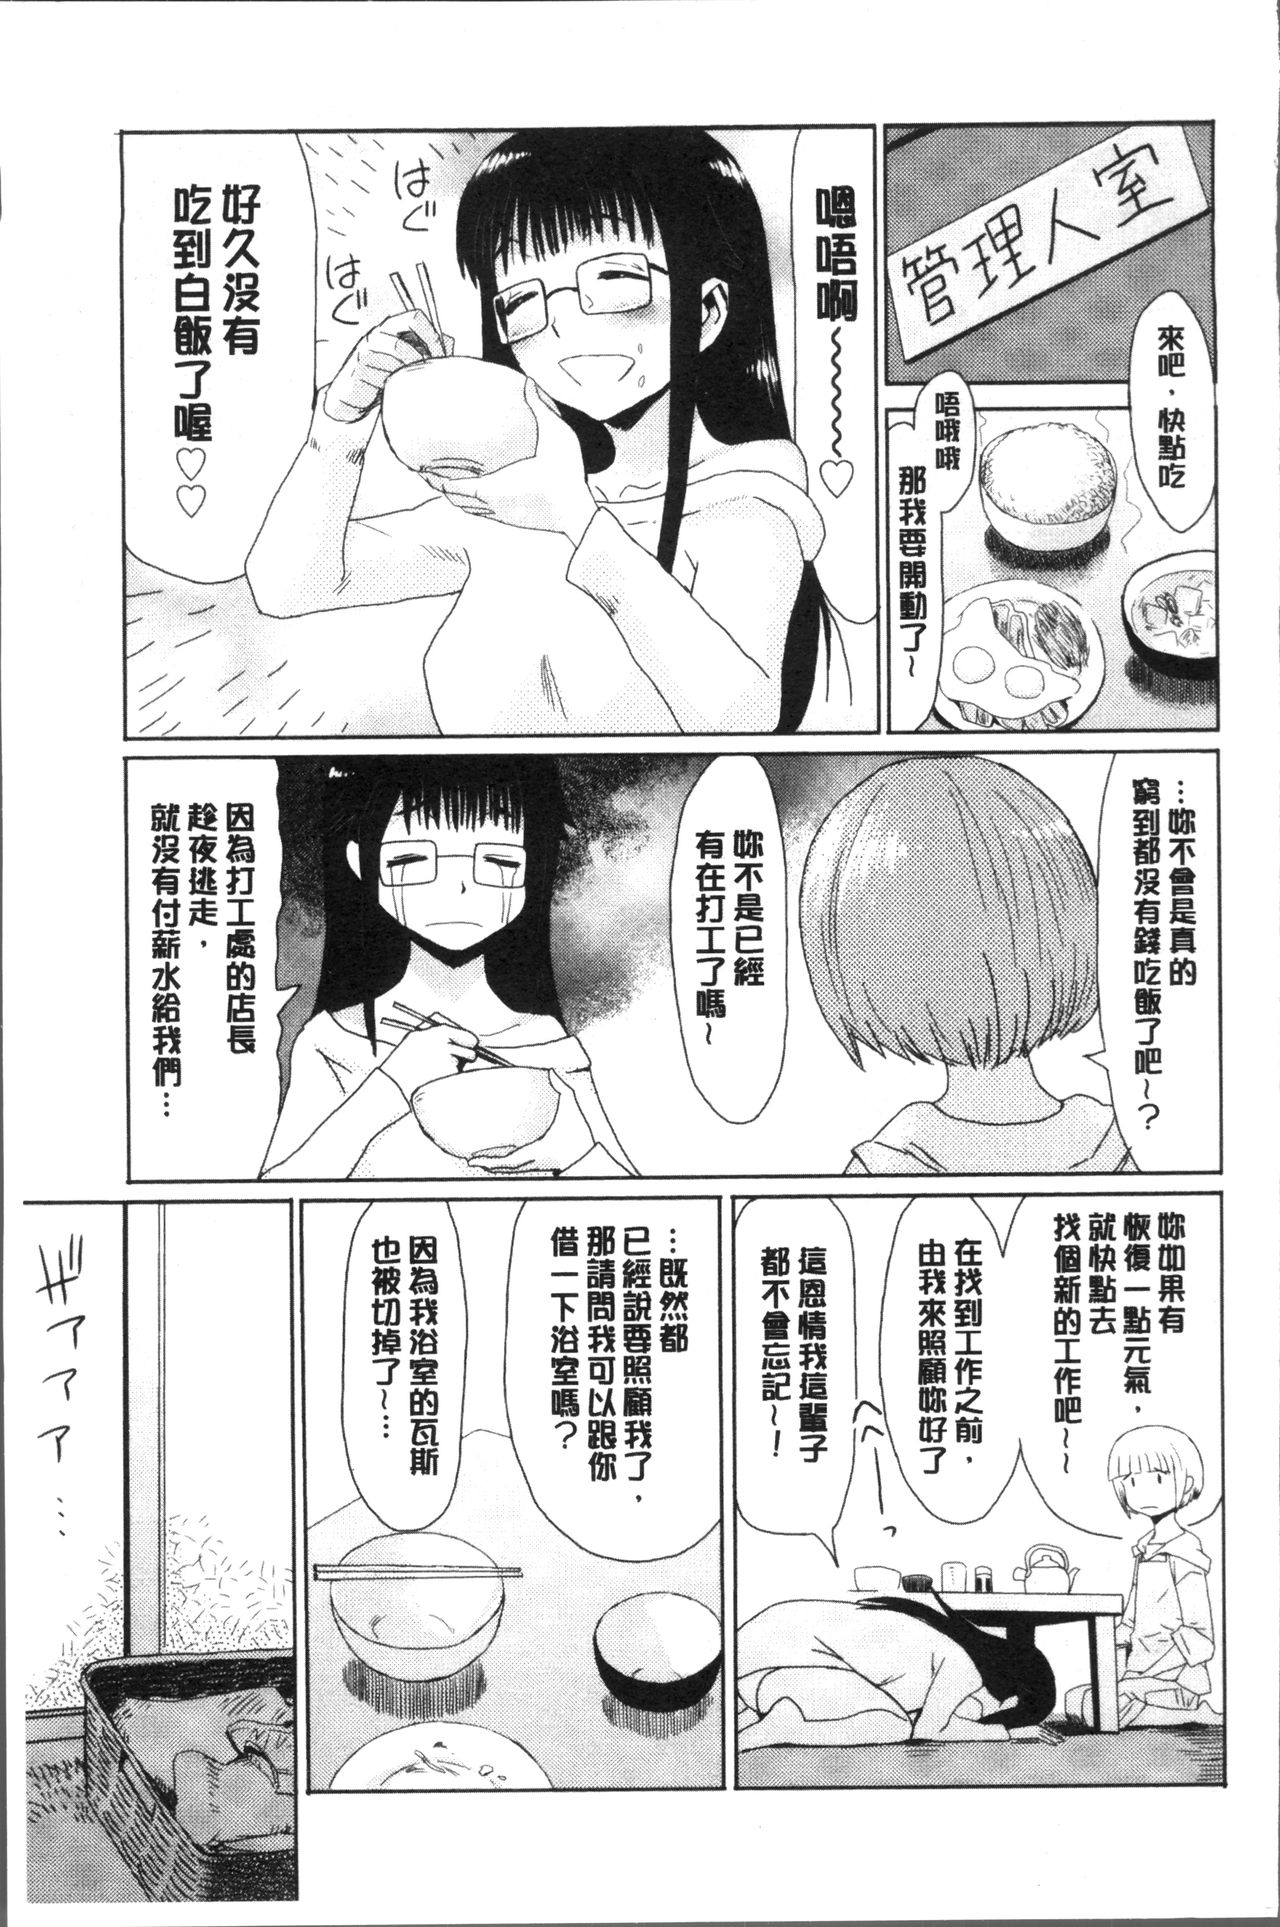 管理人室
來吧，快點吃
唔哦哦
那我要開動了～
嗯唔啊～～～♡
はぐ
はぐ
好久沒有
吃到白飯了喔♡♡
…妳不會是真的
窮到都沒有錢吃飯了吧～？
妳不是已經
有在打工了嗎～
因為打工處的店長
趁夜逃走，
就沒有付薪水給我們…
妳如果有
恢復一點元氣，
就快點去
找個新的工作吧～～
在找到工作之前，
由我來照顧妳好了
這恩情我這輩子
都不會忘記～！
へへー
…既然都
已經說要照顧我了，
那請問我可以跟你
借一下浴室嗎？
因為我浴室的瓦斯
也被切掉了～…
ザアアア…